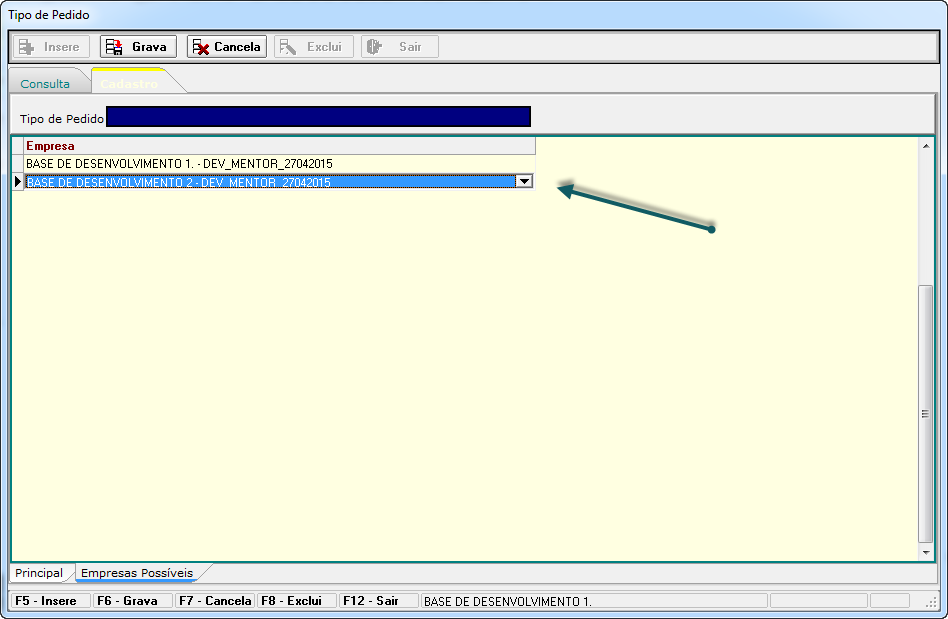 Tipo de Pedido
Insere Grava Cancela Exclui Sair
Consulta Cadastro
Tipo de Pedido
Empresa
BASE DE DESENVOLVIMENTO 1. - DEV_MENTOR_27042015
BASE DE DESENVOLVIMENTO 2 - DEV_MENTOR_27042015
Principal Empresas Possíveis
F5 - Insere F6 - Grava F7 - Cancela F8 - Exclui F12 - Sair BASE DE DESENVOLVIMENTO 1.